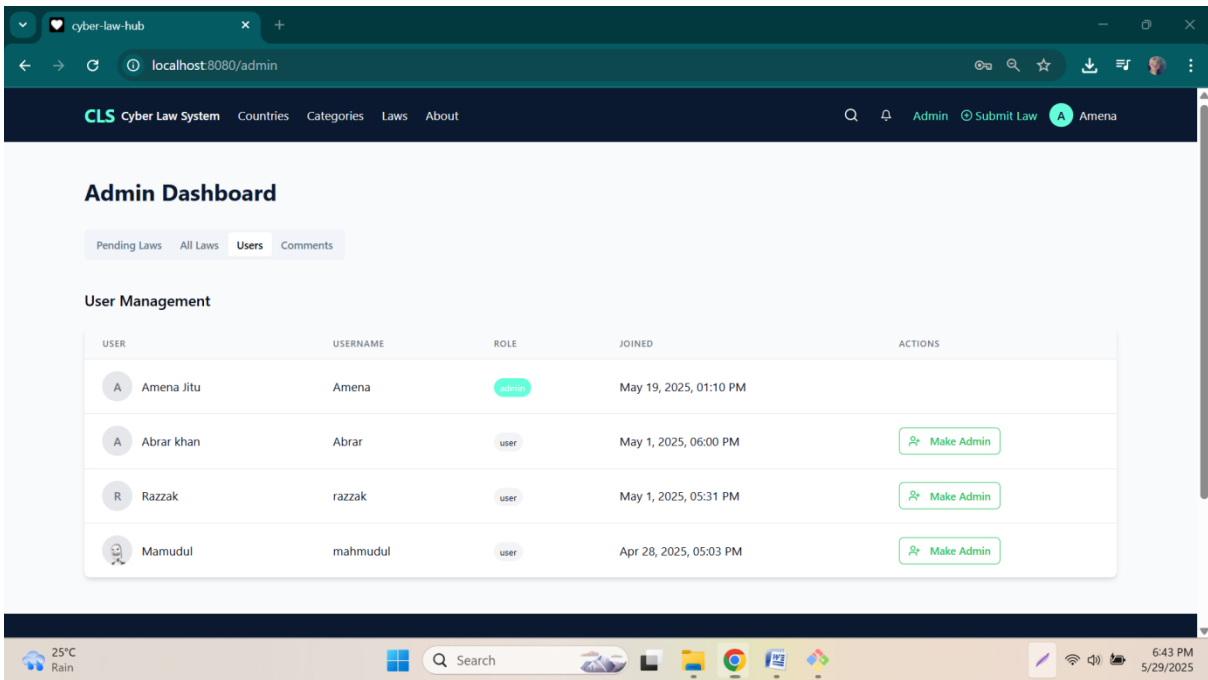 cyber-law-hub
localhost:8080/admin
CLS Cyber Law System Countries Categories Laws About Admin Submit Law A Amena
Admin Dashboard
Pending Laws All Laws Users Comments
User Management
USER USERNAME ROLE JOINED ACTIONS
A Amena Jitu Amena admin May 19, 2025, 01:10 PM
A Abrar khan Abrar user May 1, 2025, 06:00 PM Make Admin
R Razzak razzak user May 1, 2025, 05:31 PM Make Admin
Mamudul mahmudul user Apr 28, 2025, 05:03 PM Make Admin
25°C
Rain
Search
6:43 PM
5/29/2025